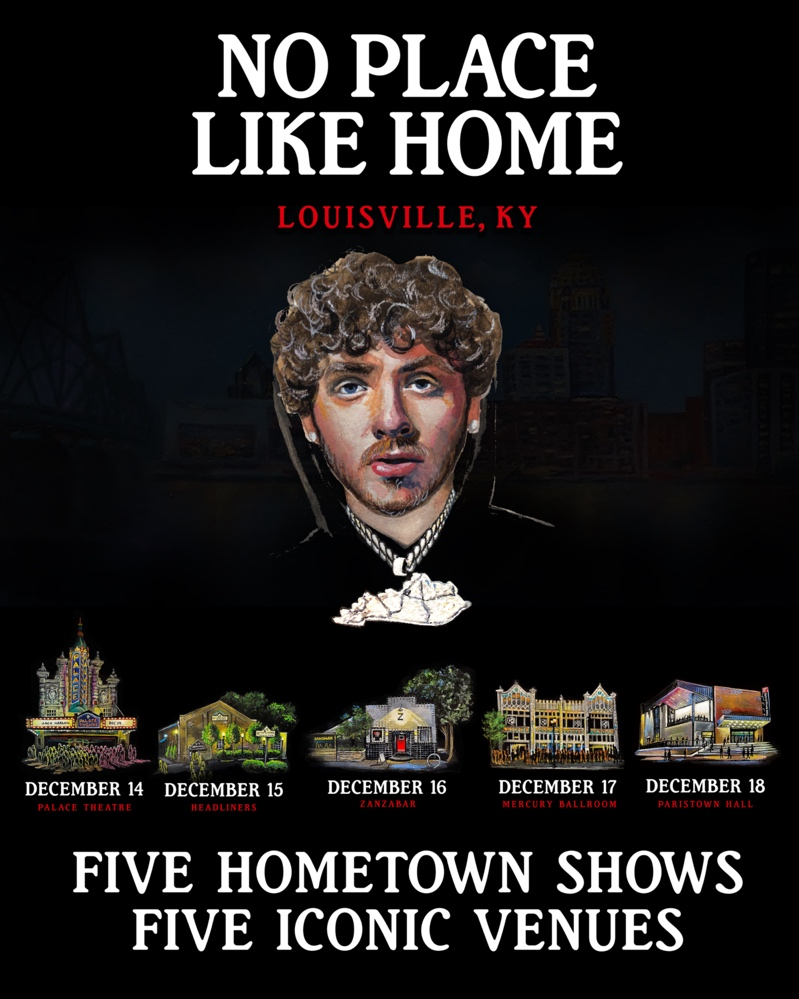 NO PLACE
LIKE HOME
LOUISVILLE, KY
PALACE
Z
DECEMBER 14
PALACE THEATRE
DECEMBER 15
HEADLINERS
DECEMBER 16
ZANZABAR
DECEMBER 17
MERCURY BALLROOM
DECEMBER 18
PARISTOWN HALL
FIVE HOMETOWN SHOWS
FIVE ICONIC VENUES